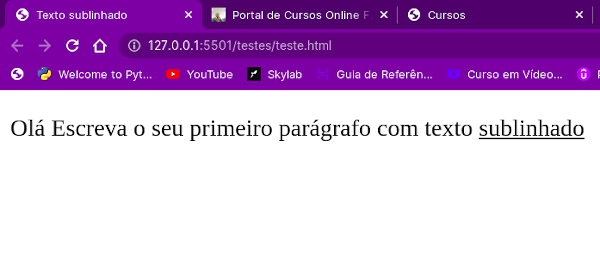 Texto sublinhado Portal de Cursos Online F Cursos
127.0.0.1:5501/testes/teste.html
Welcome to Pyt... YouTube Skylab Guia de Referên... Curso em Vídeo...
Olá Escreva o seu primeiro parágrafo com texto sublinhado